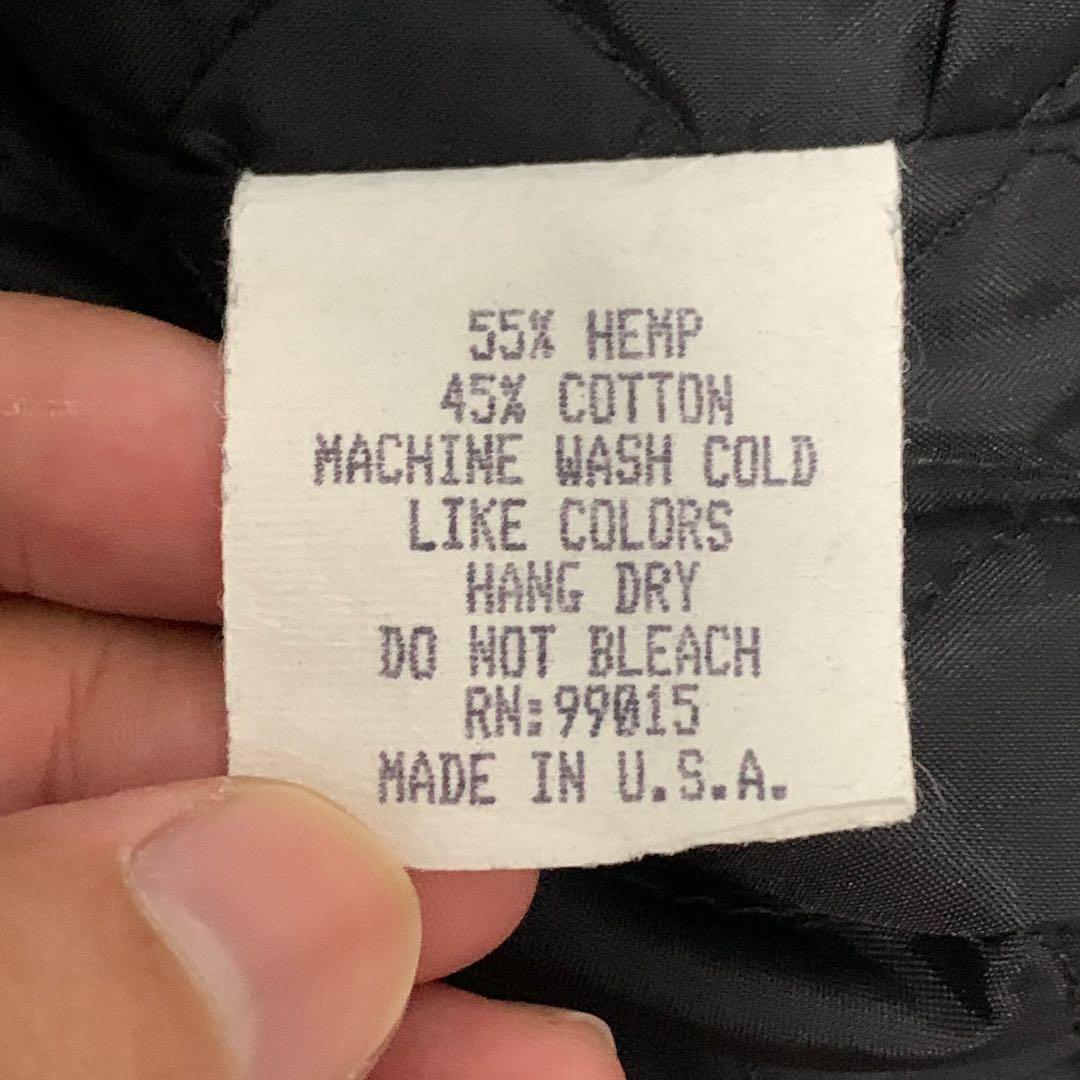 55% HEMP
45% COTTON
MACHINE WASH COLD
LIKE COLORS
HANG DRY
DO NOT BLEACH
RN:99015
MADE IN U.S.A.